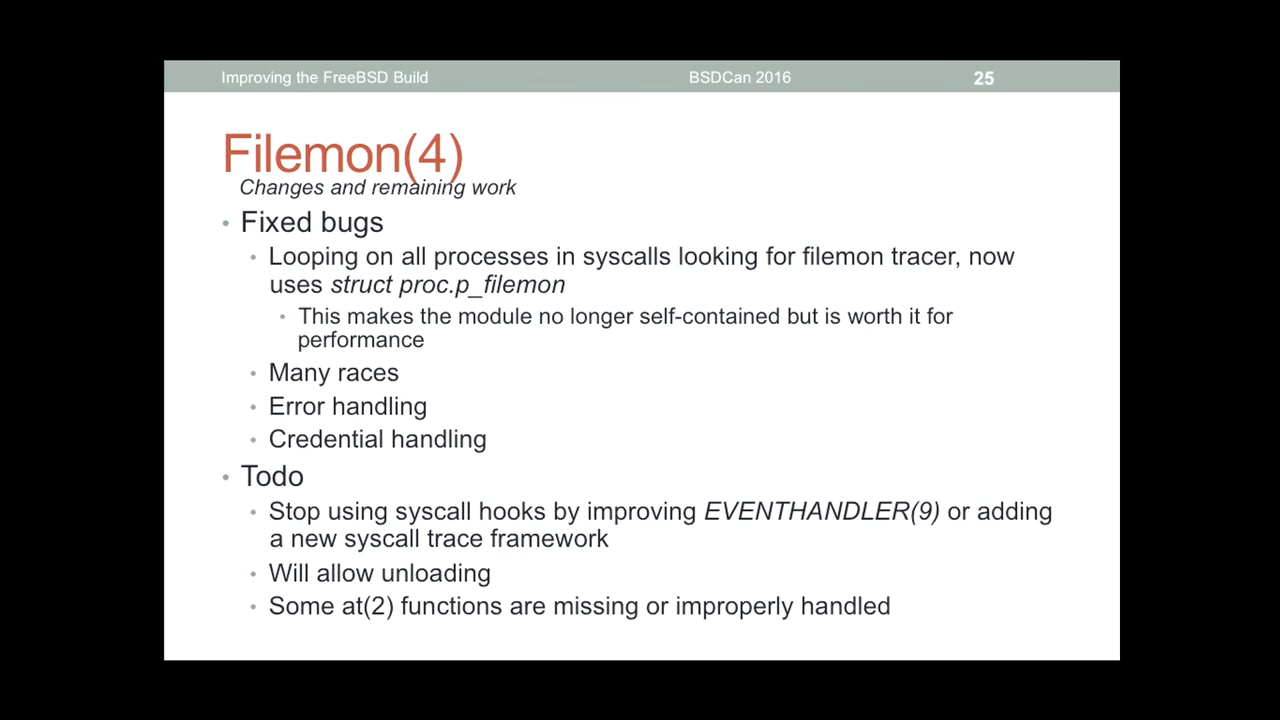 Improving the FreeBSD Build BSDCan 2016 25
Filemon(4)
Changes and remaining work
• Fixed bugs
• Looping on all processes in syscalls looking for filemon tracer, now
uses struct proc.p_filemon
• This makes the module no longer self-contained but is worth it for
performance
• Many races
• Error handling
• Credential handling
• Todo
• Stop using syscall hooks by improving EVENTHANDLER(9) or adding
a new syscall trace framework
• Will allow unloading
• Some at(2) functions are missing or improperly handled